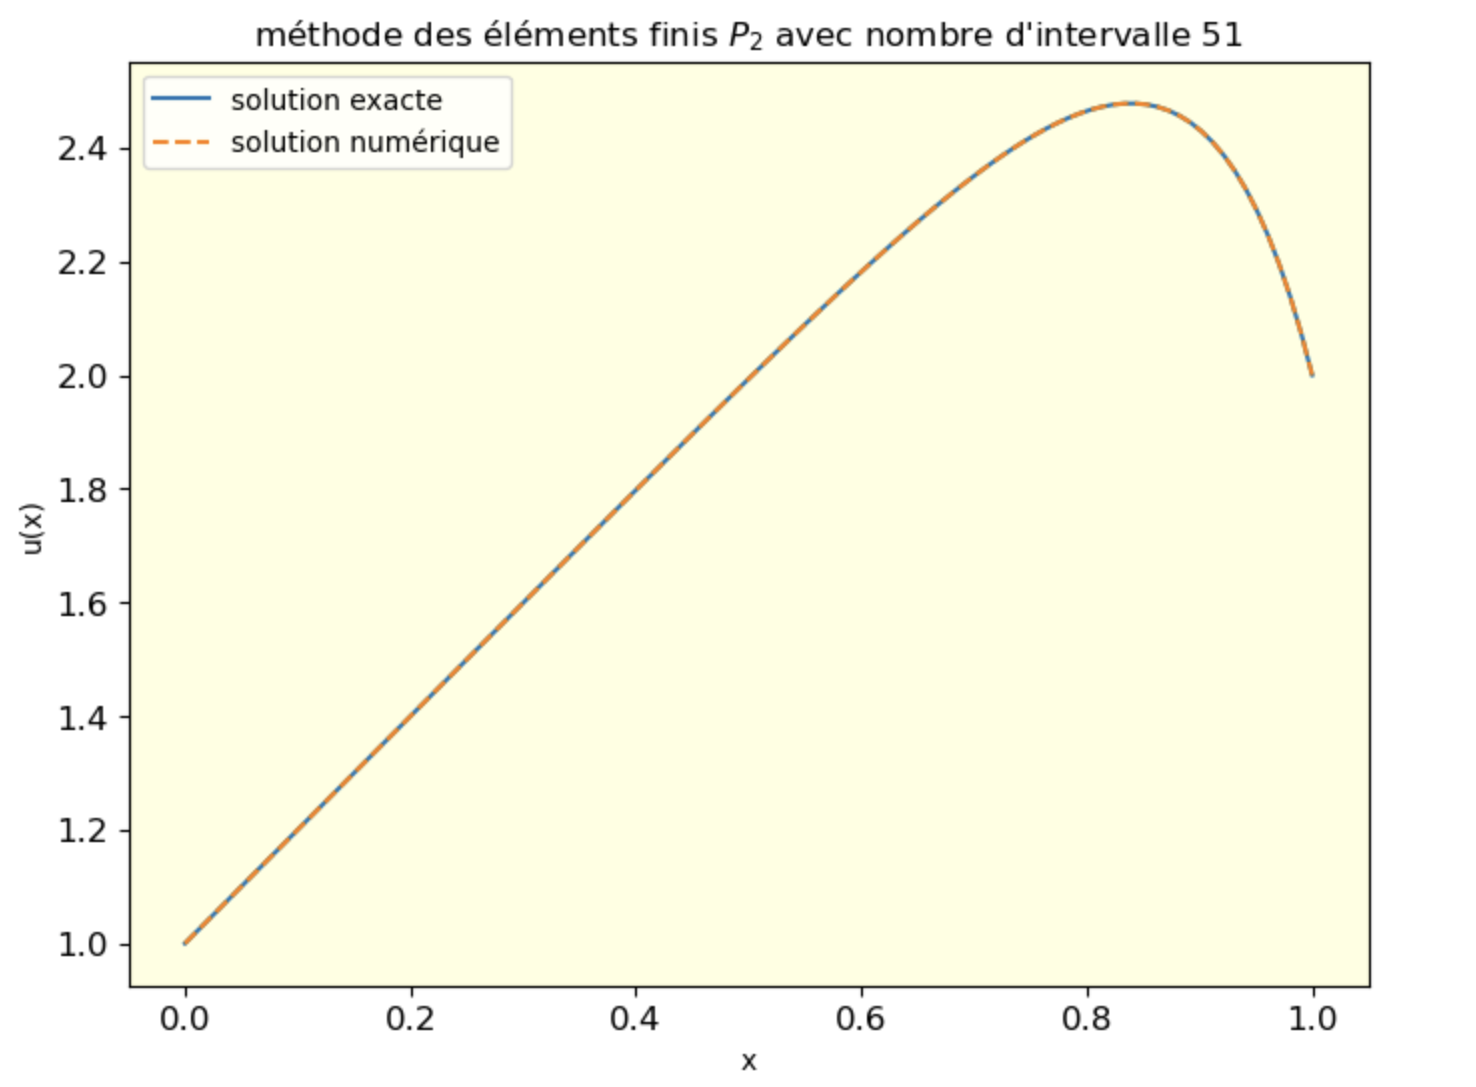 méthode des éléments finis P₂ avec nombre d'intervalle 51
solution exacte
solution numérique
u(x)
2.4
2.2
2.0
1.8
1.6
1.4
1.2
1.0
0.0 0.2 0.4 0.6 0.8 1.0
x